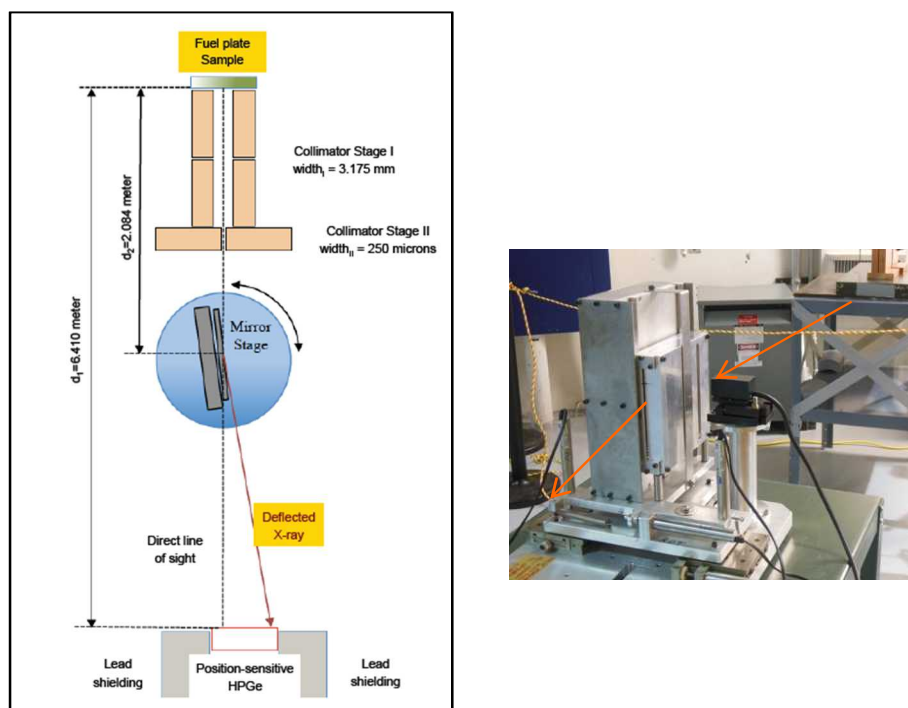 Fuel plate
Sample
Collimator Stage I
widthI = 3.175 mm
Collimator Stage II
widthII = 250 microns
d2=2.084 meter
d1=6.410 meter
Mirror
Stage
Deflected
X-ray
Direct line
of sight
Lead
shielding
Position-sensitive
HPGe
Lead
shielding